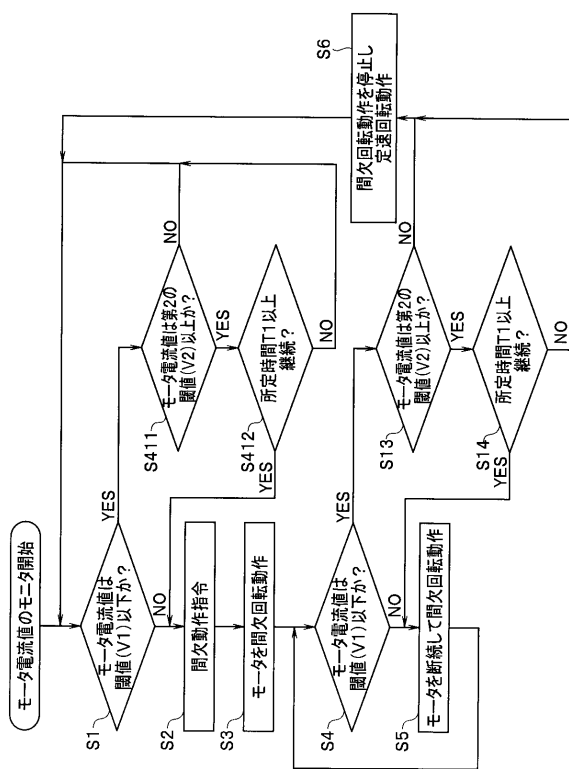 モータ電流値のモニタ開始
S1
モータ電流値は
閾値(V1)以下か?
YES
NO
S411
モータ電流値は第2の
閾値(V2)以上か?
NO
YES
S412
所定時間T1以上
継続?
YES
NO
S2
間欠動作指令
S3
モータを間欠回転動作
S4
モータ電流値は
閾値(V1)以下か?
YES
NO
S13
モータ電流値は第2の
閾値(V2)以上か?
NO
YES
S14
所定時間T1以上
継続?
YES
NO
S5
モータを断続して間欠回転動作
S6
間欠回転動作を停止し
定速回転動作